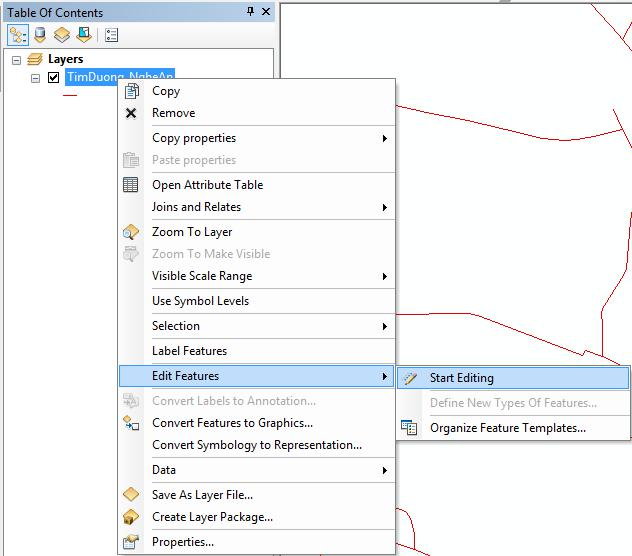 Table Of Contents
Layers
TimDuong_NgheAn
Copy
Remove
Copy properties
Paste properties
Open Attribute Table
Joins and Relates
Zoom To Layer
Zoom To Make Visible
Visible Scale Range
Use Symbol Levels
Selection
Label Features
Edit Features
Start Editing
Define New Types Of Features...
Organize Feature Templates...
Convert Labels to Annotation...
Convert Features to Graphics...
Convert Symbology to Representation...
Data
Save As Layer File...
Create Layer Package...
Properties...